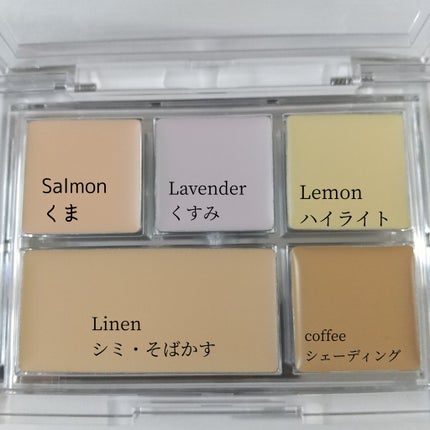 Salmon
くま
Lavender
くすみ
Lemon
ハイライト
Linen
シミ・そばかす
coffee
シェーディング